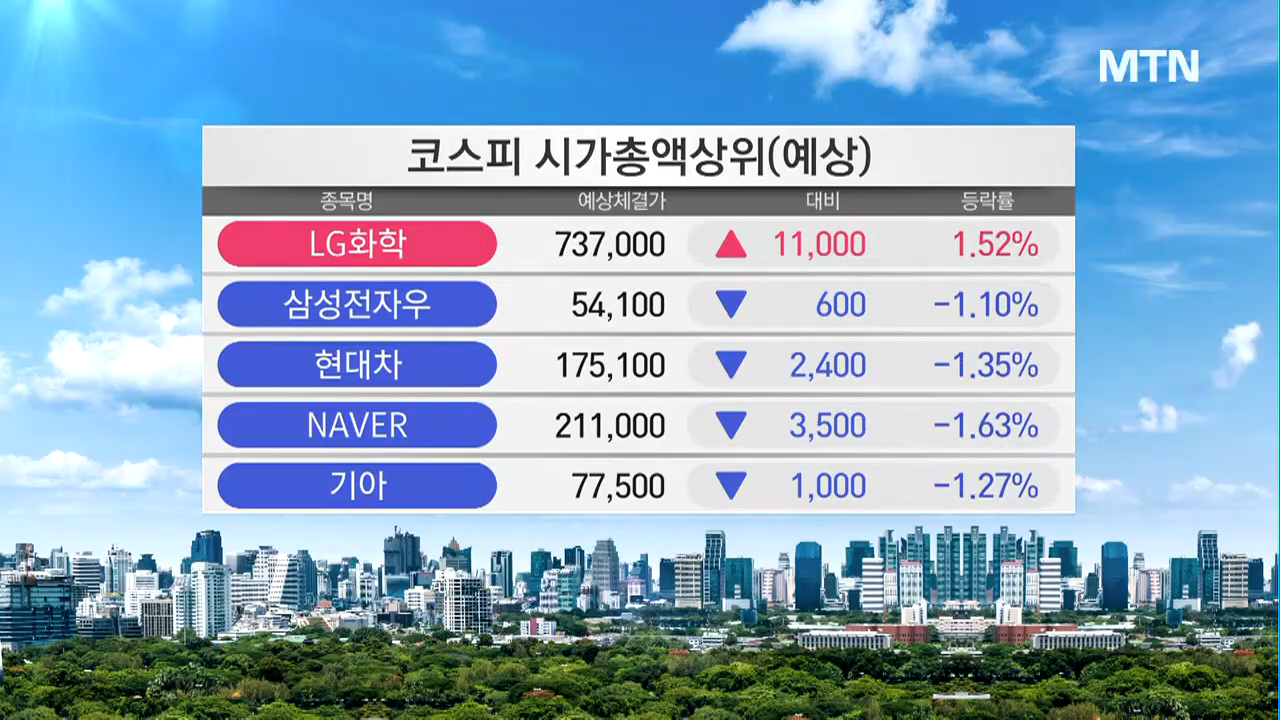 MTN
코스피 시가총액상위(예상)
종목명 예상체결가 대비 등락률
LG화학 737,000 ▲ 11,000 1.52%
삼성전자우 54,100 ▼ 600 -1.10%
현대차 175,100 ▼ 2,400 -1.35%
NAVER 211,000 ▼ 3,500 -1.63%
기아 77,500 ▼ 1,000 -1.27%